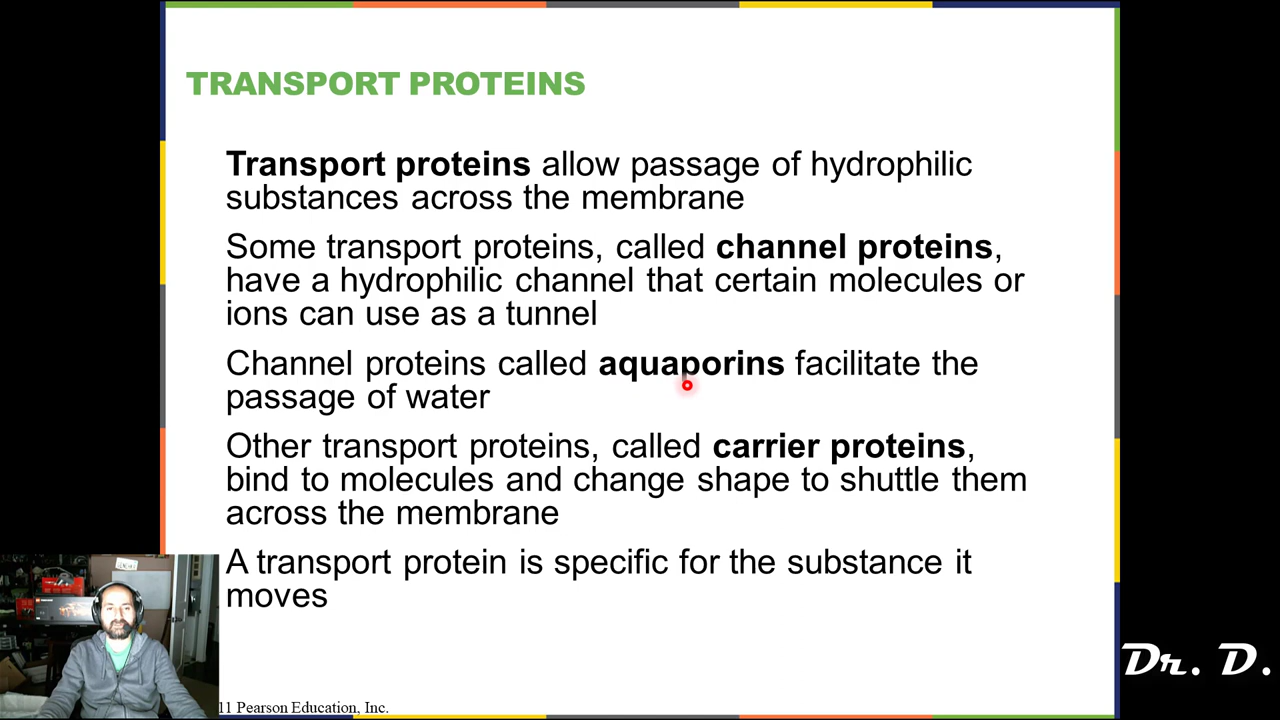 TRANSPORT PROTEINS
Transport proteins allow passage of hydrophilic
substances across the membrane
Some transport proteins, called channel proteins,
have a hydrophilic channel that certain molecules or
ions can use as a tunnel
Channel proteins called aquaporins facilitate the
passage of water
Other transport proteins, called carrier proteins,
bind to molecules and change shape to shuttle them
across the membrane
A transport protein is specific for the substance it
moves
11 Pearson Education, Inc.
Dr. D.